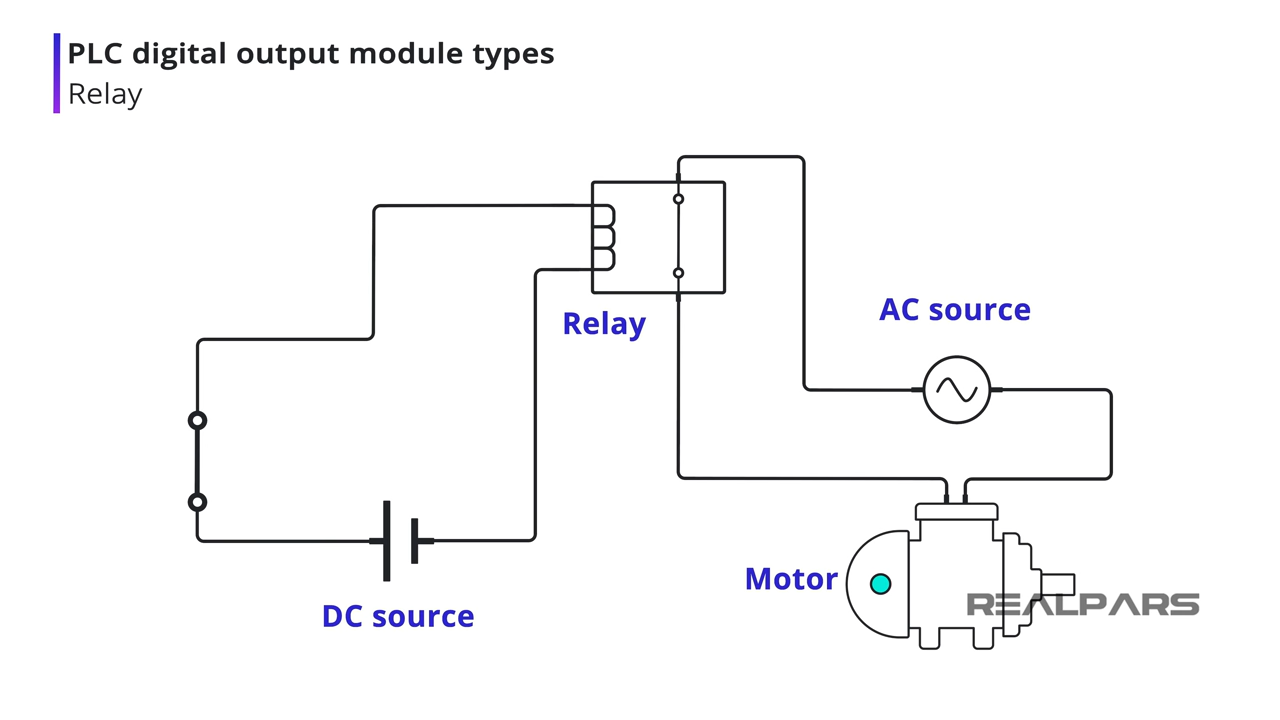 PLC digital output module types
Relay
Relay
AC source
Motor
REALPARS
DC source